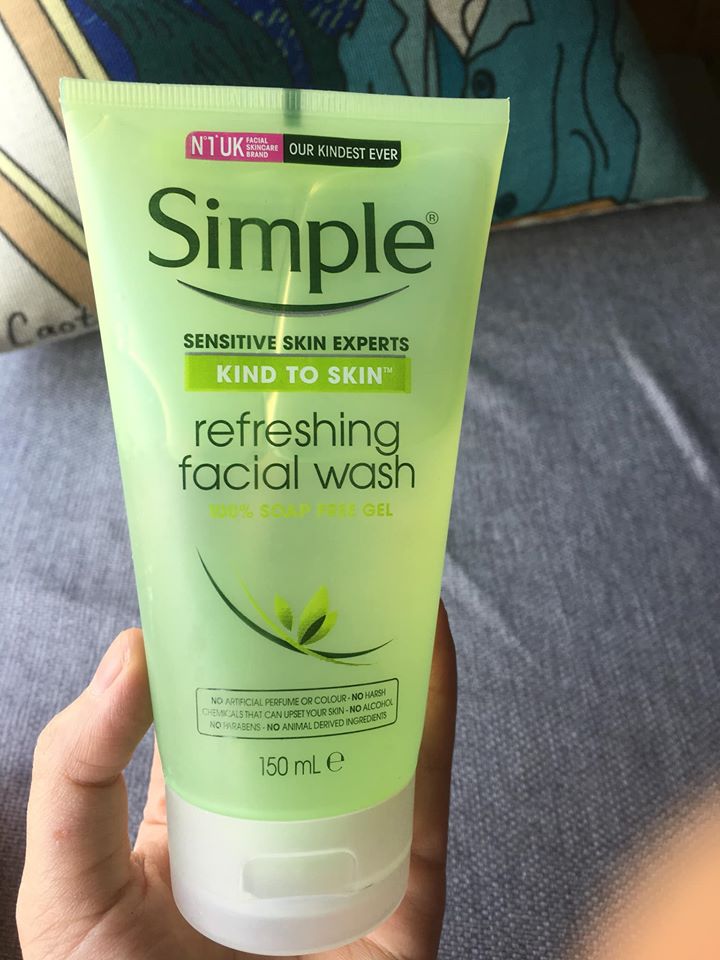 N°1 UK FACIAL SKINCARE BRAND OUR KINDEST EVER
Simple®
SENSITIVE SKIN EXPERTS
KIND TO SKIN™
refreshing
facial wash
100% SOAP FREE GEL
NO ARTIFICIAL PERFUME OR COLOUR - NO HARSH
CHEMICALS THAT CAN UPSET YOUR SKIN - NO ALCOHOL
NO PARABENS - NO ANIMAL DERIVED INGREDIENTS
150 mL ℮